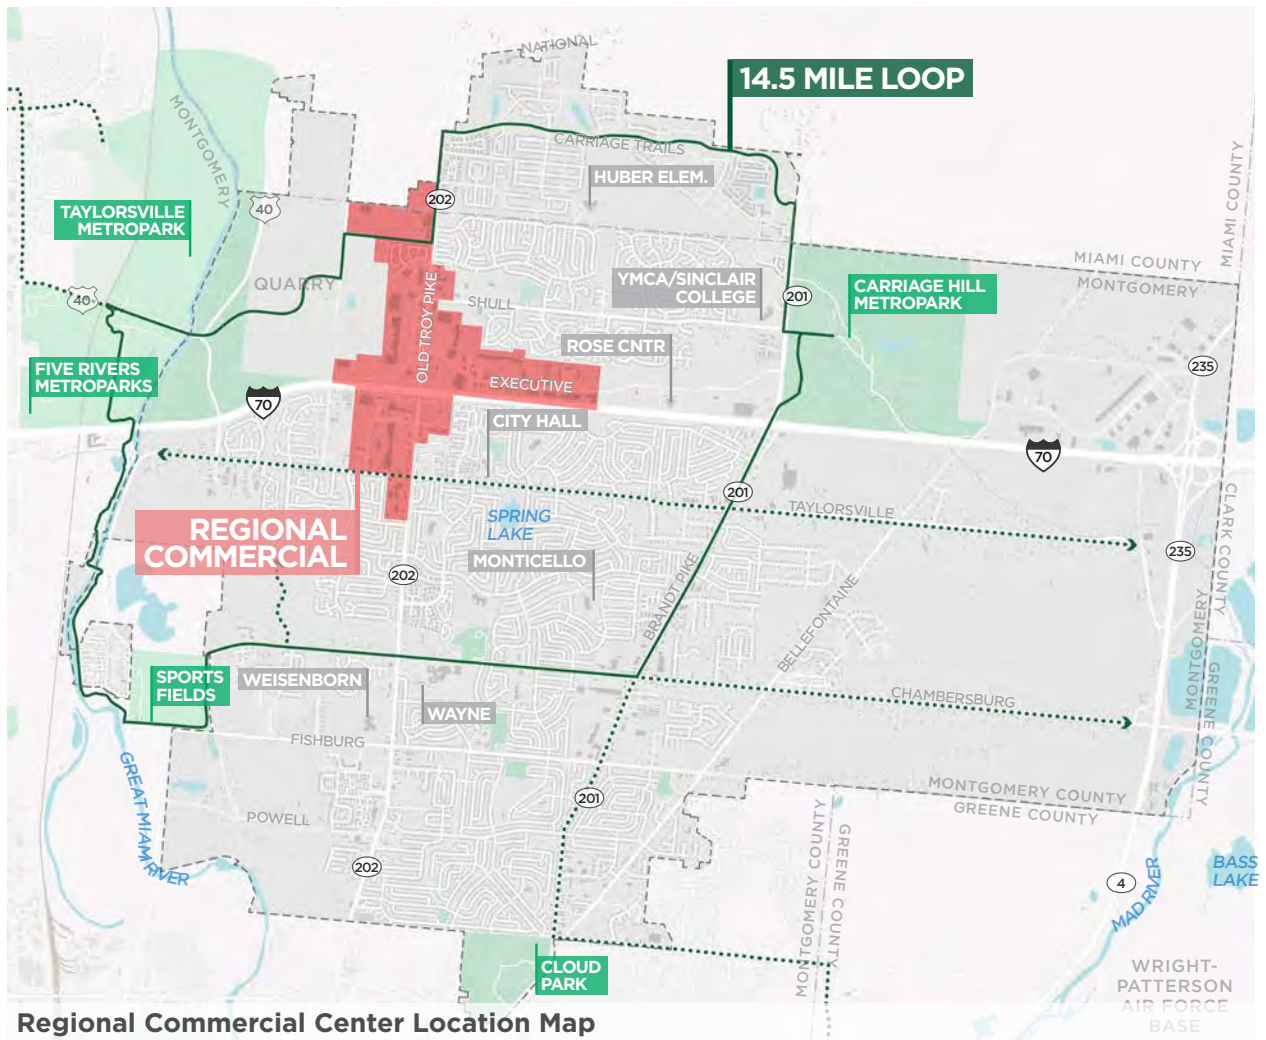 NATIONAL
14.5 MILE LOOP
MONTGOMERY
CARRIAGE TRAILS
HUBER ELEM.
202
40
TAYLORSVILLE
METROPARK
MIAMI COUNTY
MIAMI COUNTY
MONTGOMERY
QUARRY
OLD TROY PIKE
SHULL
YMCA/SINCLAIR
COLLEGE
201
CARRIAGE HILL
METROPARK
40
ROSE CNTR
FIVE RIVERS
METROPARKS
EXECUTIVE
235
70
CITY HALL
70
201
TAYLORSVILLE
SPRING
LAKE
REGIONAL
COMMERCIAL
CLARK COUNTY
235
MONTICELLO
202
BRANDT PIKE
BELLEFONTAINE
MONTGOMERY
GREENE COUNTY
SPORTS
FIELDS
WEISENBORN
WAYNE
CHAMBERSBURG
FISHBURG
GREAT MIAMI RIVER
201
MONTGOMERY COUNTY
GREENE COUNTY
POWELL
MONTGOMERY COUNTY
GREENE COUNTY
202
4
MAD RIVER
BASS
LAKE
CLOUD
PARK
WRIGHT-
PATTERSON
AIR FORCE
BASE
Regional Commercial Center Location Map